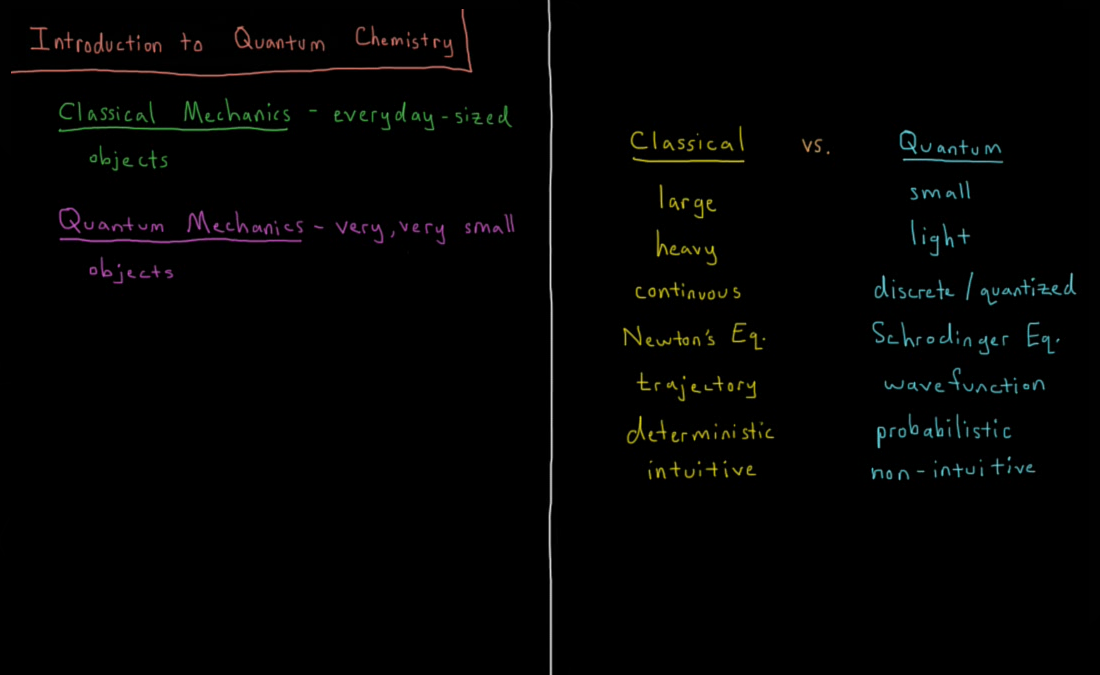 Introduction to Quantum Chemistry
Classical Mechanics - everyday-sized
objects
Quantum Mechanics - very, very small
objects
Classical vs. Quantum
large small
heavy light
continuous discrete / quantized
Newton's Eq. Schrodinger Eq.
trajectory wavefunction
deterministic probabilistic
intuitive non-intuitive